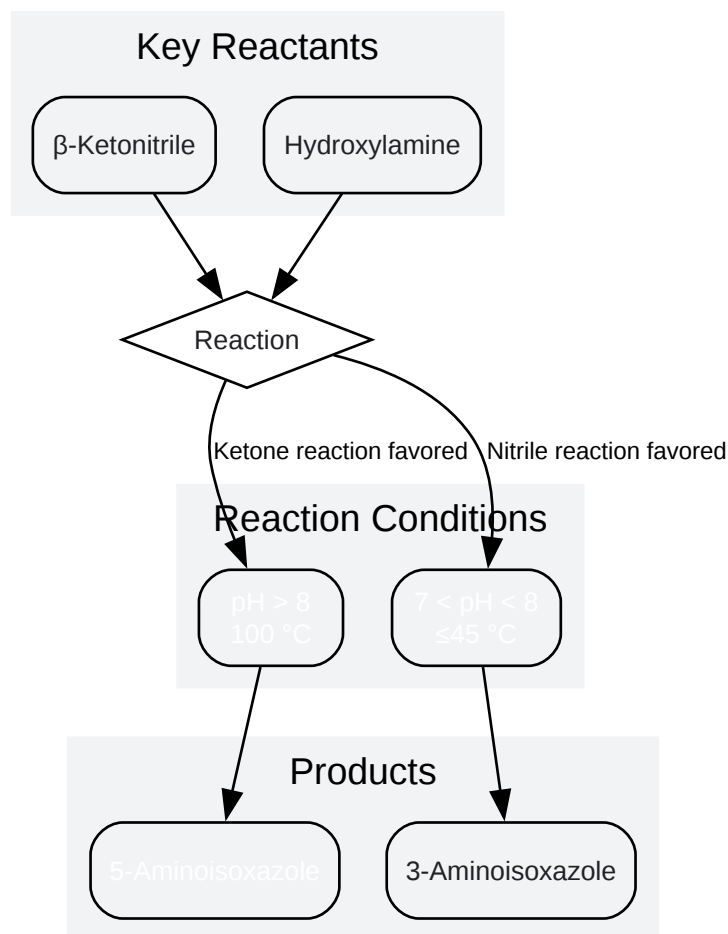 Key Reactants
β-Ketonitrile
Hydroxylamine
Reaction
Ketone reaction favored
Nitrile reaction favored
Reaction Conditions
pH > 8
100 °C
7 < pH < 8
≤45 °C
Products
5-Aminoisoxazole
3-Aminoisoxazole